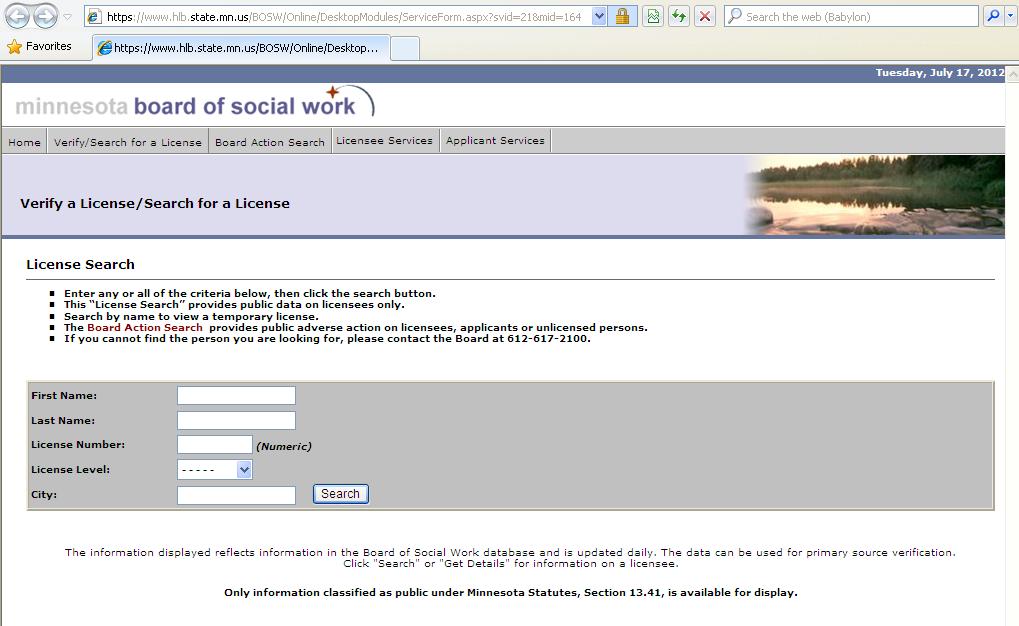 https://www.hlb.state.mn.us/BOSW/Online/DesktopModules/ServiceForm.aspx?svid=21&mid=164
Search the web (Babylon)
Favorites
https://www.hlb.state.mn.us/BOSW/Online/Desktop...
Tuesday, July 17, 2012
minnesota board of social work
Home Verify/Search for a License Board Action Search Licensee Services Applicant Services
Verify a License/Search for a License
License Search
Enter any or all of the criteria below, then click the search button.
This "License Search" provides public data on licensees only.
Search by name to view a temporary license.
The Board Action Search provides public adverse action on licensees, applicants or unlicensed persons.
If you cannot find the person you are looking for, please contact the Board at 612-617-2100.
First Name:
Last Name:
License Number: (Numeric)
License Level: -----
City: Search
The information displayed reflects information in the Board of Social Work database and is updated daily. The data can be used for primary source verification.
Click "Search" or "Get Details" for information on a licensee.
Only information classified as public under Minnesota Statutes, Section 13.41, is available for display.